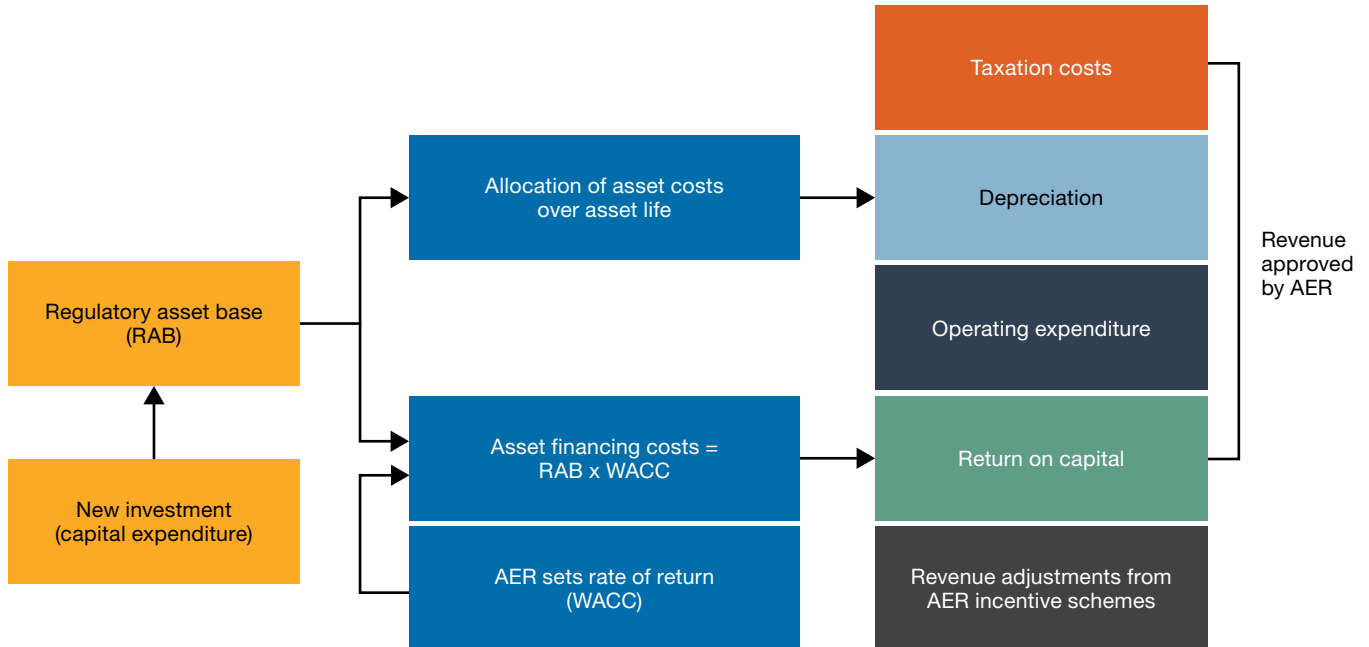 Taxation costs
Allocation of asset costs
over asset life
Depreciation
Revenue
approved
by AER
Regulatory asset base
(RAB)
Operating expenditure
Asset financing costs =
RAB x WACC
Return on capital
New investment
(capital expenditure)
AER sets rate of return
(WACC)
Revenue adjustments from
AER incentive schemes